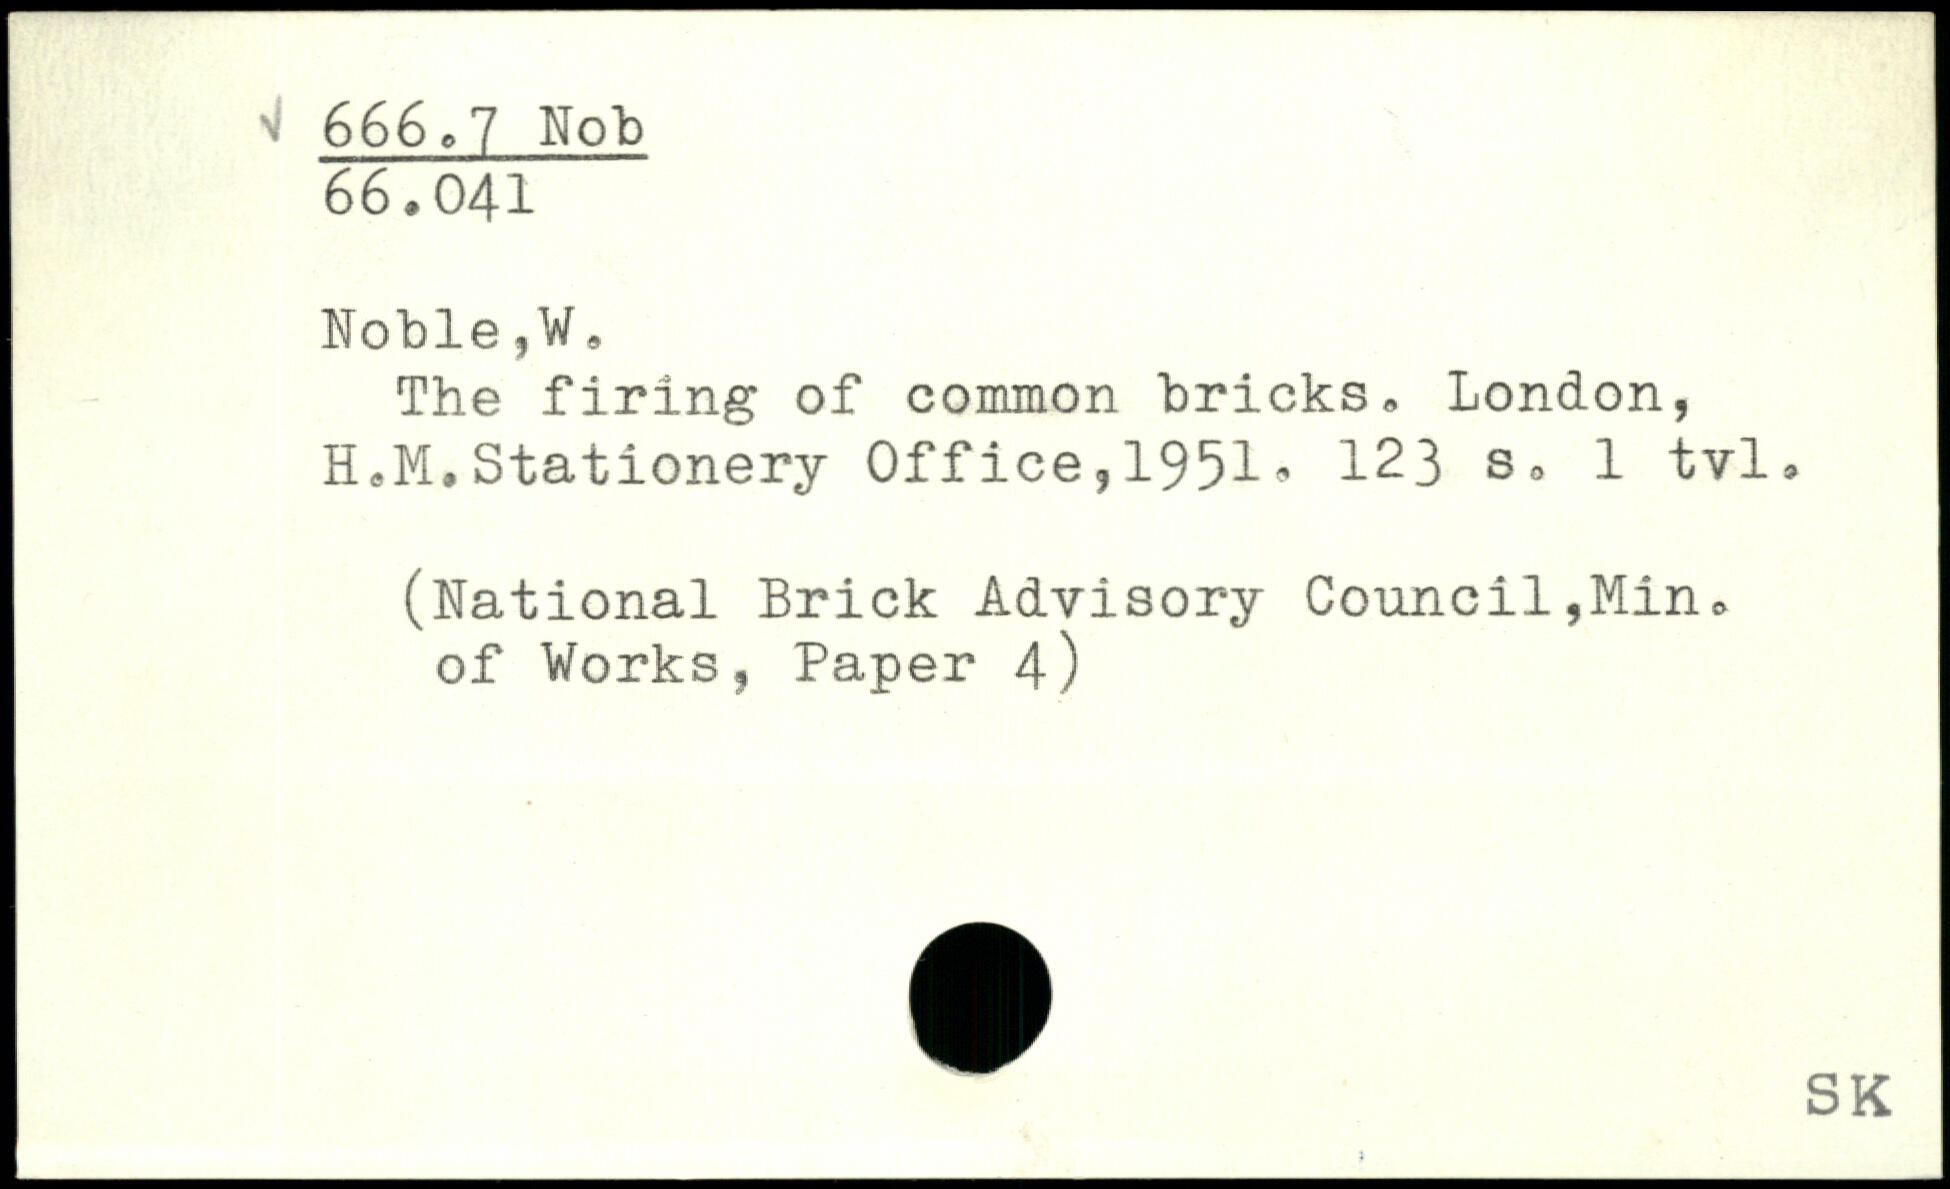 ✓ 666.7 Nob
66.041
Noble,W.
The firing of common bricks. London,
H.M.Stationery Office,1951. 123 s. 1 tvl.
(National Brick Advisory Council,Min.
of Works, Paper 4)
SK